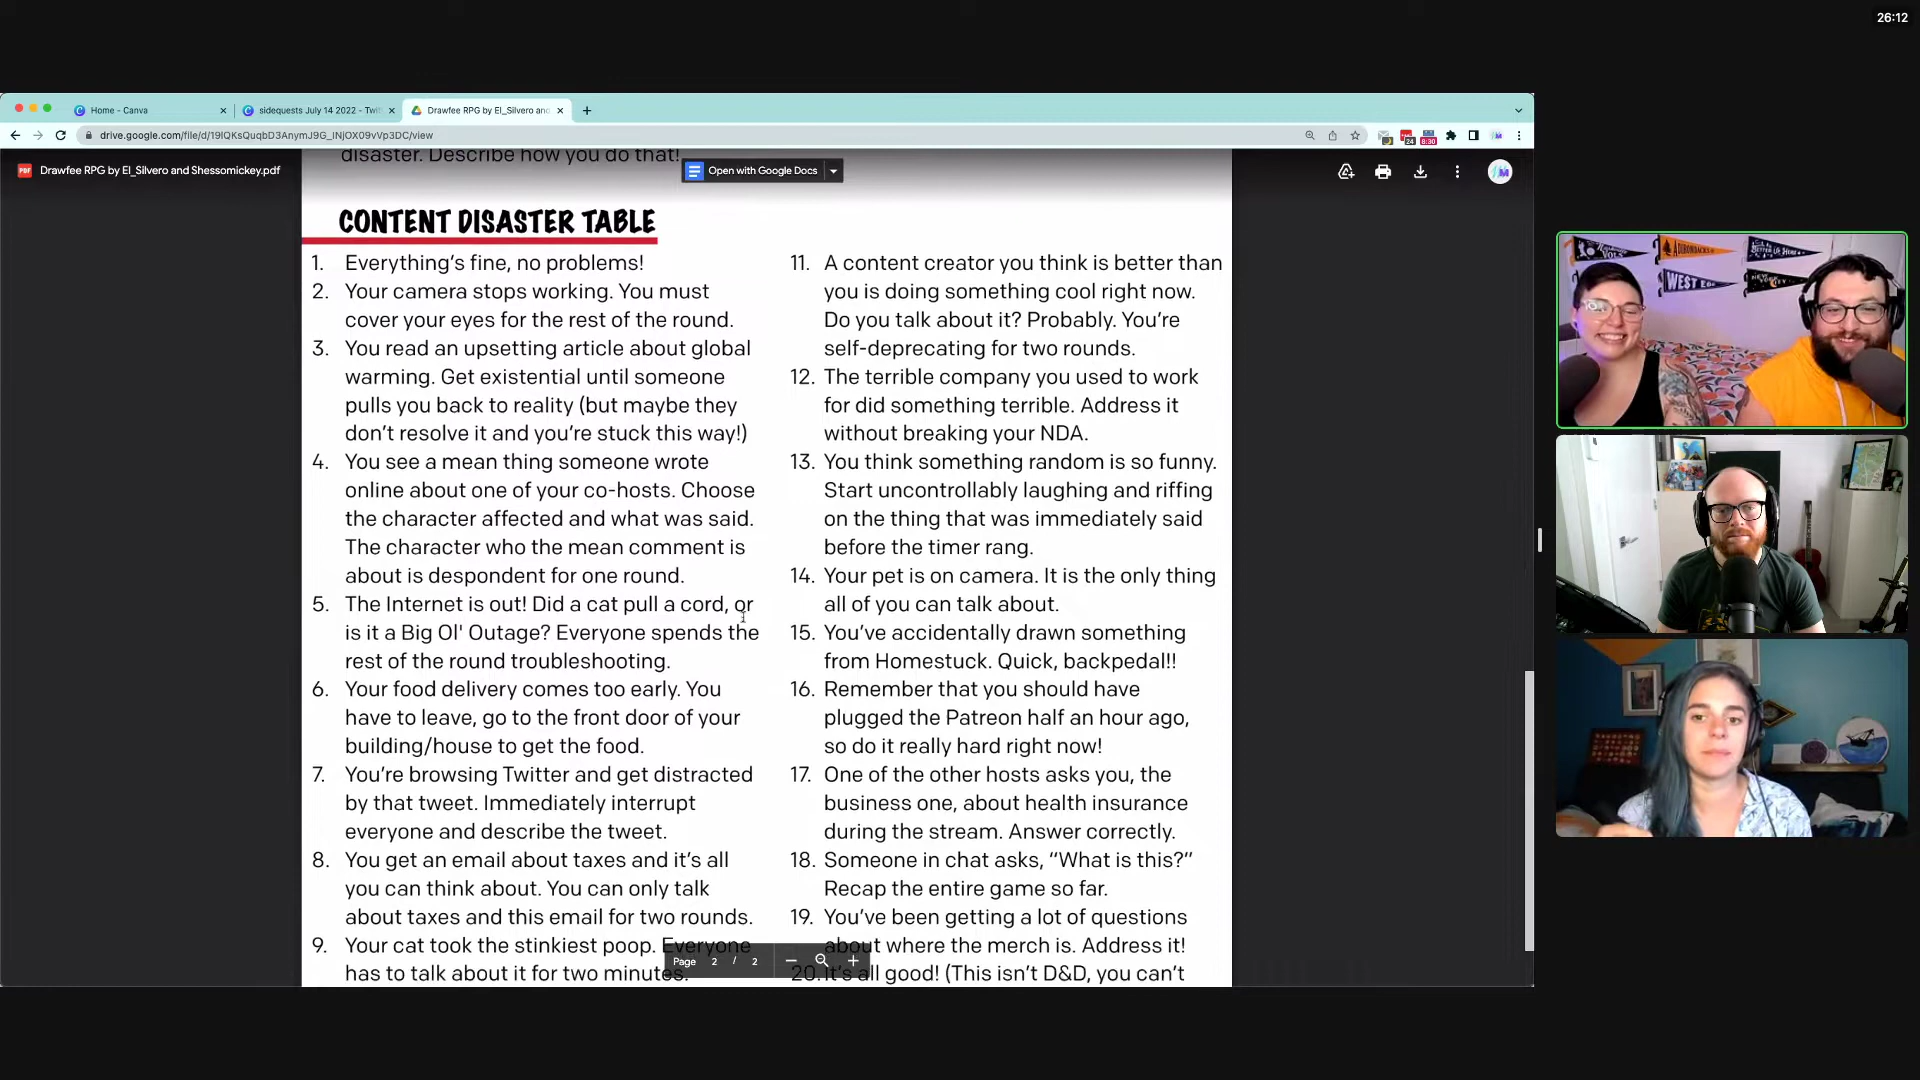 26:12
Home - Canva
sidequests July 14 2022 - Twit
Drawfee RPG by El_Silvero and
drive.google.com/file/d/19lQKsQuqbD3AnymJ9G_INjOX09vVp3DC/view
disaster. Describe how you do that!
Drawfee RPG by El_Silvero and Shessomickey.pdf
Open with Google Docs
CONTENT DISASTER TABLE
1. Everything's fine, no problems!
2. Your camera stops working. You must
cover your eyes for the rest of the round.
3. You read an upsetting article about global
warming. Get existential until someone
pulls you back to reality (but maybe they
don't resolve it and you're stuck this way!)
4. You see a mean thing someone wrote
online about one of your co-hosts. Choose
the character affected and what was said.
The character who the mean comment is
about is despondent for one round.
5. The Internet is out! Did a cat pull a cord, or
is it a Big Ol' Outage? Everyone spends the
rest of the round troubleshooting.
6. Your food delivery comes too early. You
have to leave, go to the front door of your
building/house to get the food.
7. You're browsing Twitter and get distracted
by that tweet. Immediately interrupt
everyone and describe the tweet.
8. You get an email about taxes and it's all
you can think about. You can only talk
about taxes and this email for two rounds.
9. Your cat took the stinkiest poop. Everyone
has to talk about it for two minutes.
11. A content creator you think is better than
you is doing something cool right now.
Do you talk about it? Probably. You're
self-deprecating for two rounds.
12. The terrible company you used to work
for did something terrible. Address it
without breaking your NDA.
13. You think something random is so funny.
Start uncontrollably laughing and riffing
on the thing that was immediately said
before the timer rang.
14. Your pet is on camera. It is the only thing
all of you can talk about.
15. You've accidentally drawn something
from Homestuck. Quick, backpedal!!
16. Remember that you should have
plugged the Patreon half an hour ago,
so do it really hard right now!
17. One of the other hosts asks you, the
business one, about health insurance
during the stream. Answer correctly.
18. Someone in chat asks, "What is this?"
Recap the entire game so far.
19. You've been getting a lot of questions
about where the merch is. Address it!
20. It's all good! (This isn't D&D, you can't
Page 2 / 2
VOLS
ADIRONDACKS
WEST EGG